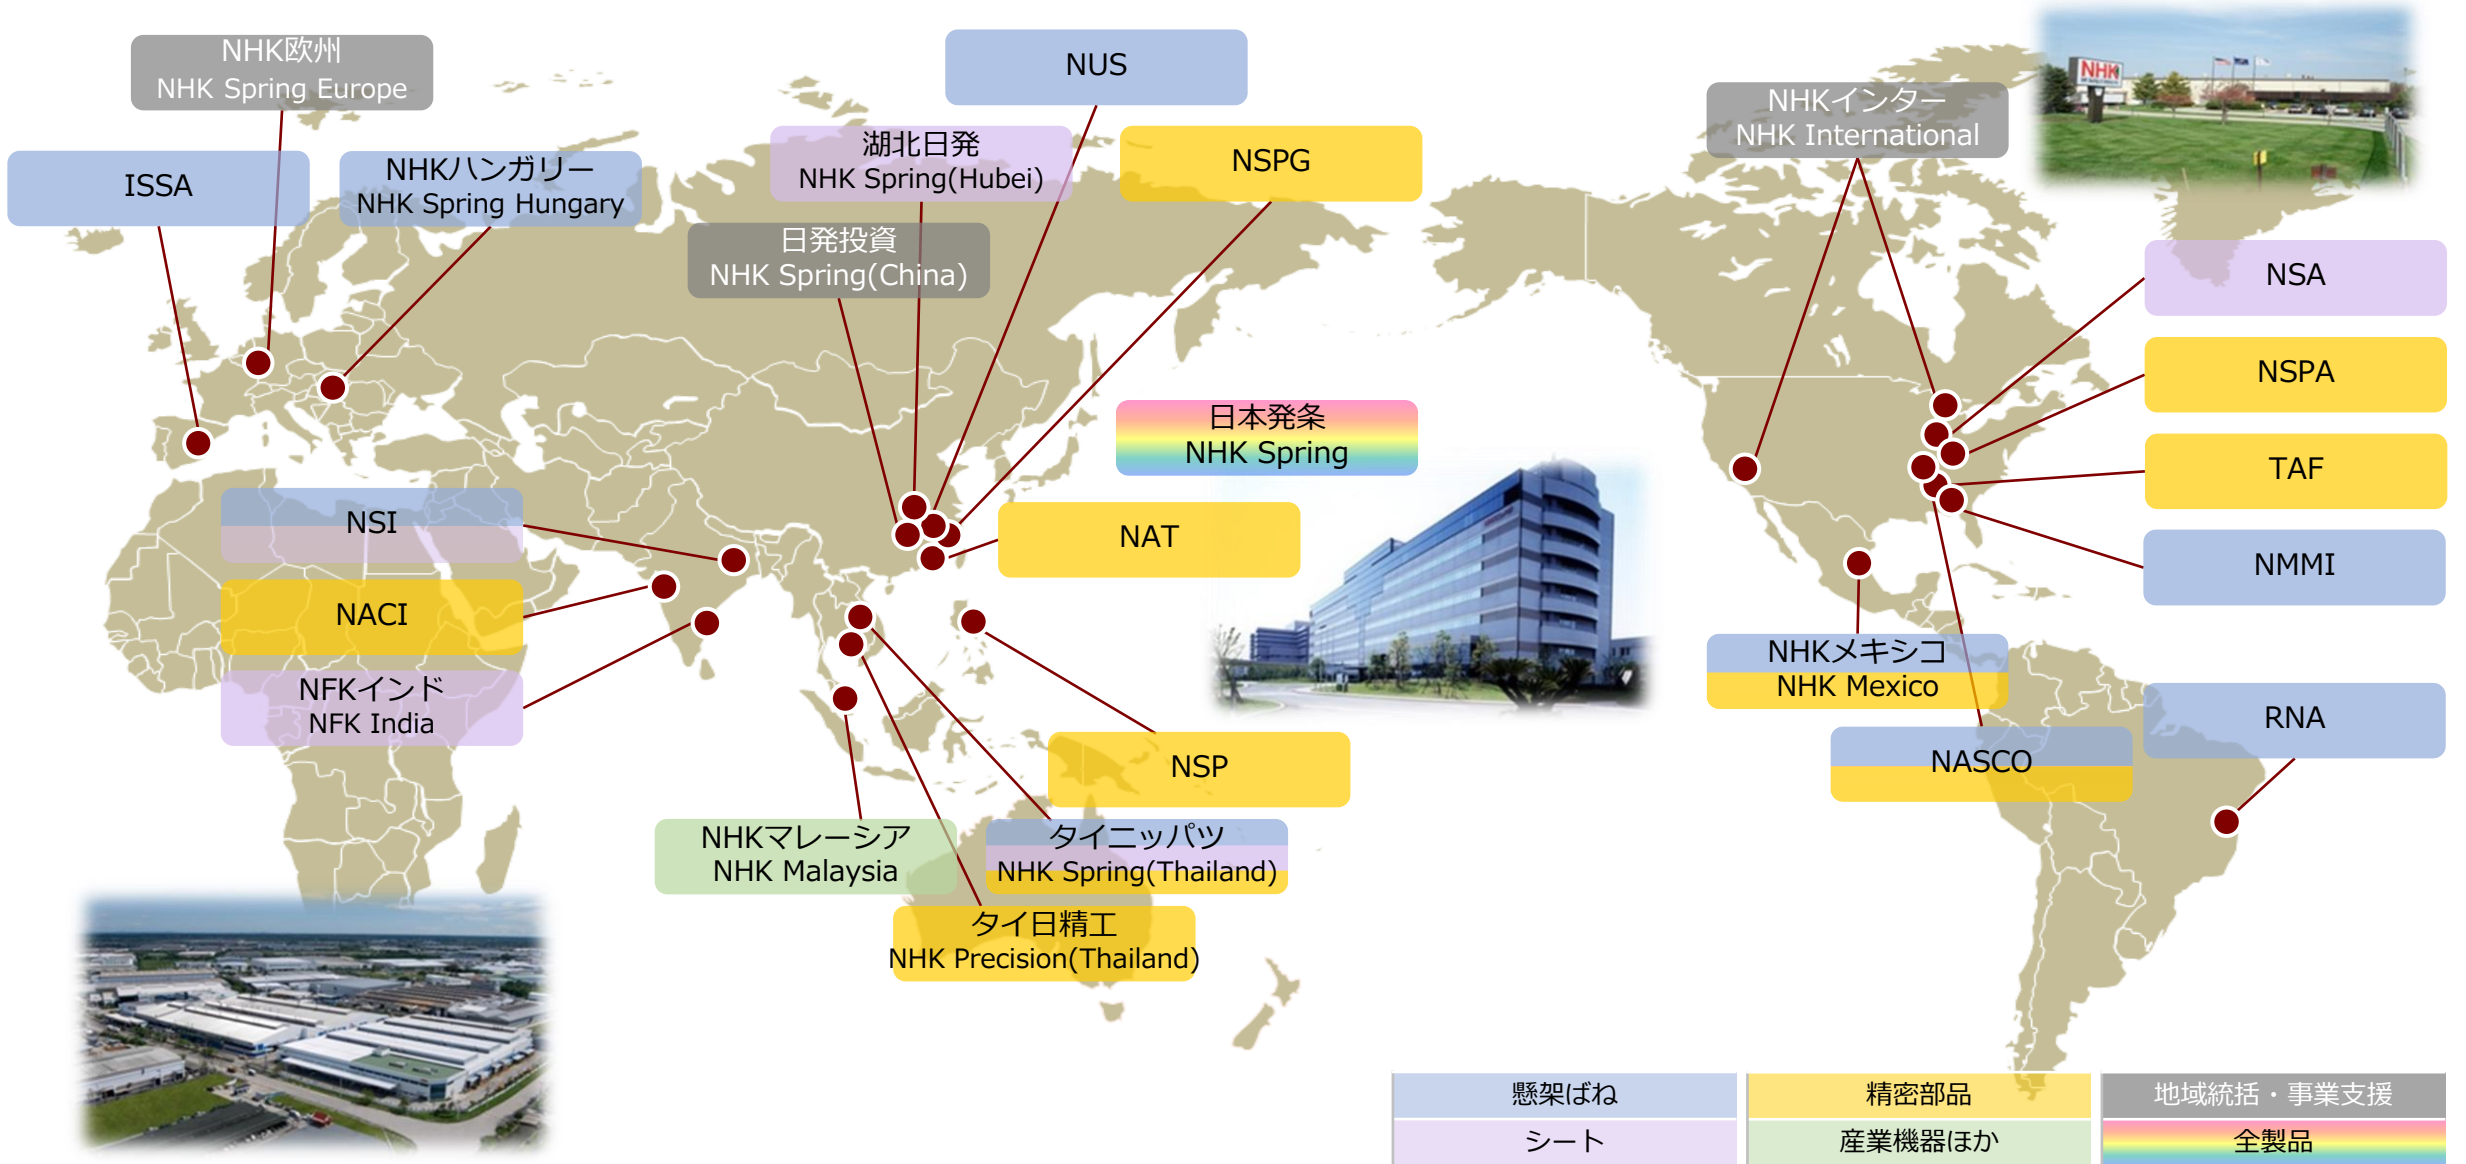 NHK欧州
NHK Spring Europe
ISSA
NHKハンガリー
NHK Spring Hungary
NUS
湖北日発
NHK Spring(Hubei)
NSPG
日発投資
NHK Spring(China)
NHKインター
NHK International
NHK
NSA
NSPA
TAF
NMMI
日本発条
NHK Spring
NAT
NSI
NACI
NFKインド
NFK India
NSP
NHKマレーシア
NHK Malaysia
タイニッパツ
NHK Spring(Thailand)
タイ日精工
NHK Precision(Thailand)
NHKメキシコ
NHK Mexico
NASCO
RNA
懸架ばね
精密部品
地域統括・事業支援
シート
産業機器ほか
全製品